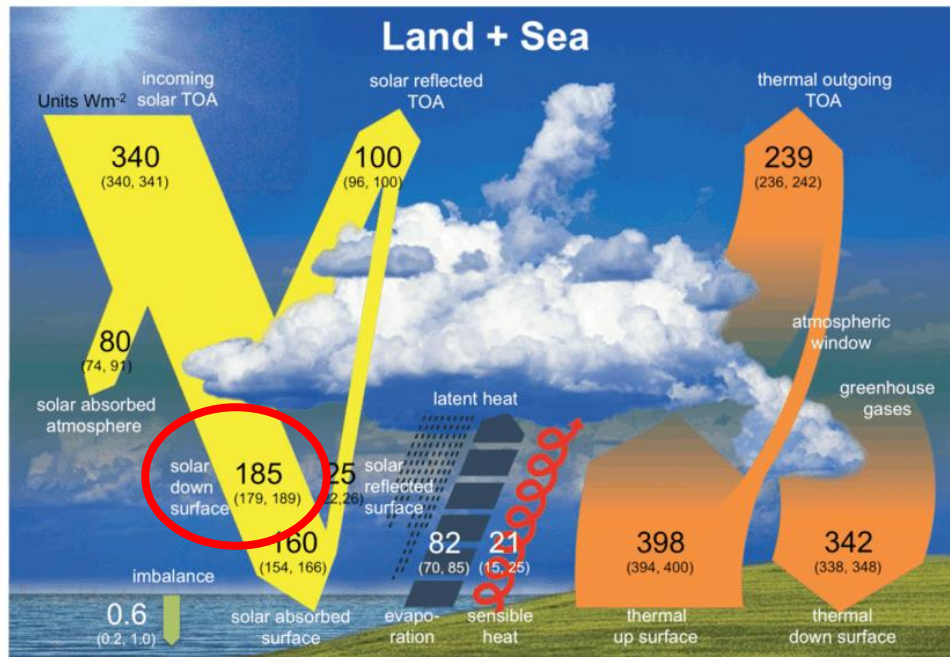 Land + Sea
Units Wm-2
incoming
solar TOA
340
(340, 341)
solar reflected
TOA
100
(96, 100)
thermal outgoing
TOA
239
(236, 242)
80
(74, 91)
solar absorbed
atmosphere
atmospheric
window
greenhouse
gases
latent heat
solar
down
surface
185
(179, 189)
25
solar
reflected
surface
160
(154, 166)
solar absorbed
surface
imbalance
0.6
(0.2, 1.0)
82
(70, 85)
evapo-
ration
21
(15, 25)
sensible
heat
398
(394, 400)
thermal
up surface
342
(338, 348)
thermal
down surface